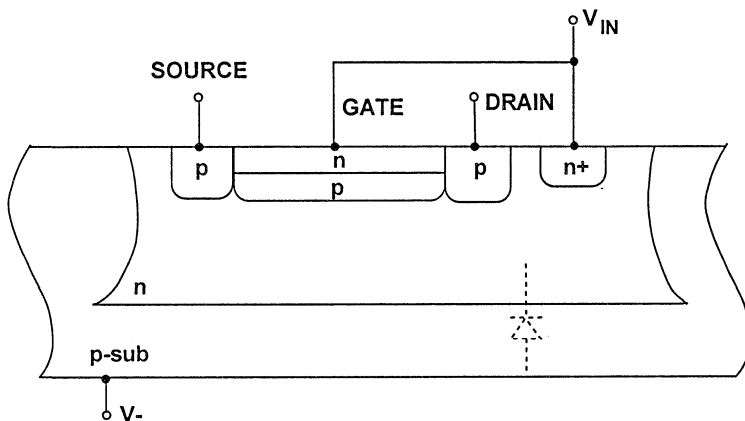 V_IN
SOURCE
GATE
DRAIN
p
n
p
p
n+
n
p-sub
V-